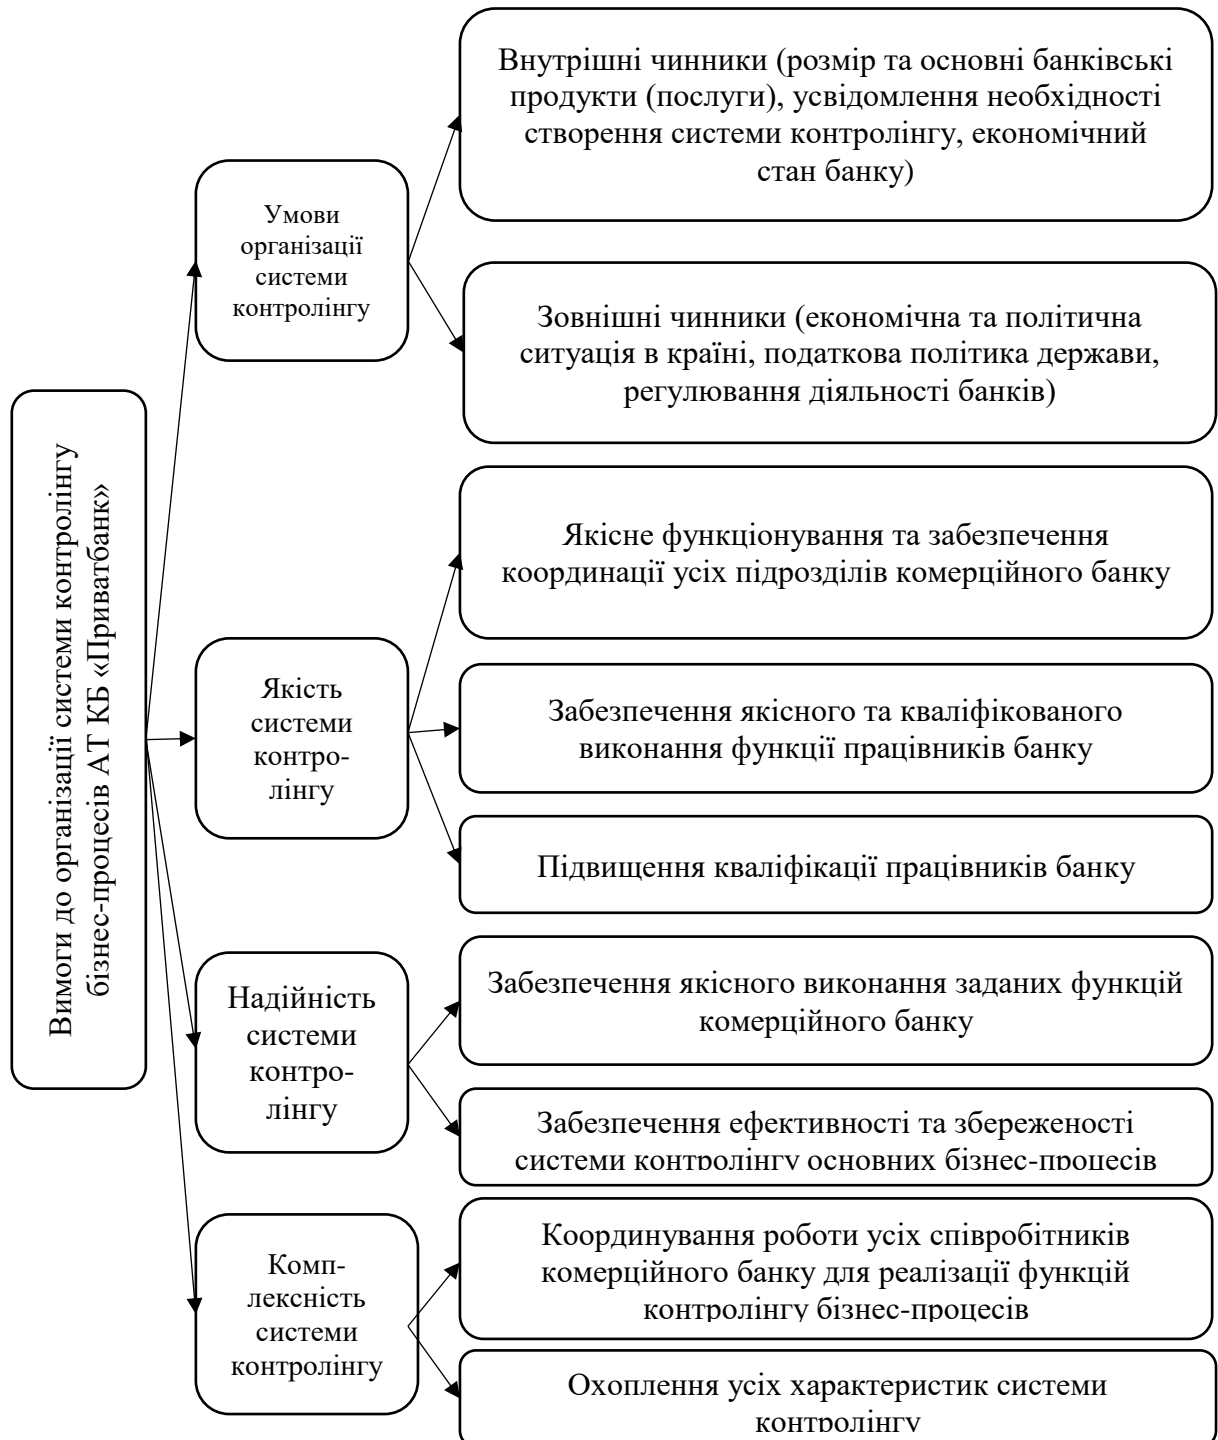 Вимоги до організації системи контролінгу
бізнес-процесів АТ КБ «Приватбанк»
Умови
організації
системи
контролінгу
Внутрішні чинники (розмір та основні банківські
продукти (послуги), усвідомлення необхідності
створення системи контролінгу, економічний
стан банку)
Зовнішні чинники (економічна та політична
ситуація в країні, податкова політика держави,
регулювання діяльності банків)
Якість
системи
контро-
лінгу
Якісне функціонування та забезпечення
координації усіх підрозділів комерційного банку
Забезпечення якісного та кваліфікованого
виконання функції працівників банку
Підвищення кваліфікації працівників банку
Надійність
системи
контро-
лінгу
Забезпечення якісного виконання заданих функцій
комерційного банку
Забезпечення ефективності та збереженості
системи контролінгу основних бізнес-процесів
Комп-
лексність
системи
контролінгу
Координування роботи усіх співробітників
комерційного банку для реалізації функцій
контролінгу бізнес-процесів
Охоплення усіх характеристик системи
контролінгу